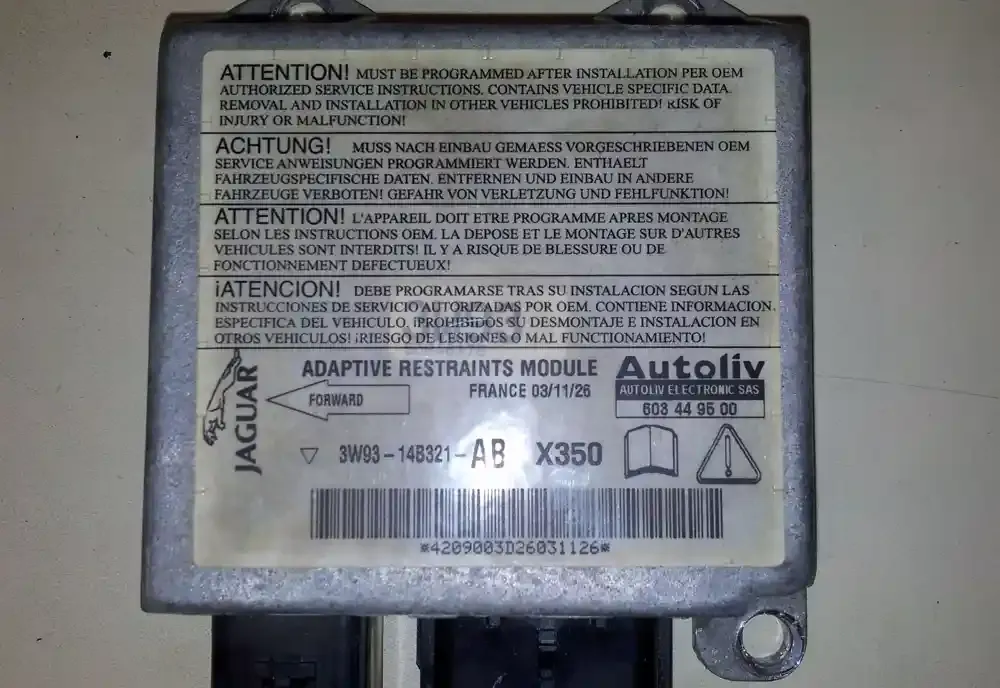 ATTENTION! MUST BE PROGRAMMED AFTER INSTALLATION PER OEM
AUTHORIZED SERVICE INSTRUCTIONS. CONTAINS VEHICLE SPECIFIC DATA.
REMOVAL AND INSTALLATION IN OTHER VEHICLES PROHIBITED! RISK OF
INJURY OR MALFUNCTION!
ACHTUNG! MUSS NACH EINBAU GEMAESS VORGESCHRIEBENEN OEM
SERVICE ANWEISUNGEN PROGRAMMIERT WERDEN. ENTHAELT
FAHRZEUGSPECIFISCHE DATEN. ENTFERNEN UND EINBAU IN ANDERE
FAHRZEUGE VERBOTEN! GEFAHR VON VERLETZUNG UND FEHLFUNKTION!
ATTENTION! L'APPAREIL DOIT ETRE PROGRAMME APRES MONTAGE
SELON LES INSTRUCTIONS OEM. LA DEPOSE ET LE MONTAGE SUR D'AUTRES
VEHICULES SONT INTERDITS! IL Y A RISQUE DE BLESSURE OU DE
FONCTIONNEMENT DEFECTUEUX!
¡ATENCION! DEBE PROGRAMARSE TRAS SU INSTALACION SEGUN LAS
INSTRUCCIONES DE SERVICIO AUTORIZADAS POR OEM. CONTIENE INFORMACION
ESPECIFICA DEL VEHICULO. ¡PROHIBIDOS SU DESMONTAJE E INSTALACION EN
OTROS VEHICULOS! ¡RIESGO DE LESIONES O MAL FUNCIONAMIENTO!
JAGUAR
ADAPTIVE RESTRAINTS MODULE
FRANCE 03/11/26
Autoliv
AUTOLIV ELECTRONIC SAS
603 44 95 00
FORWARD
3W93-14B321-AB X350
*4209003D26031126*